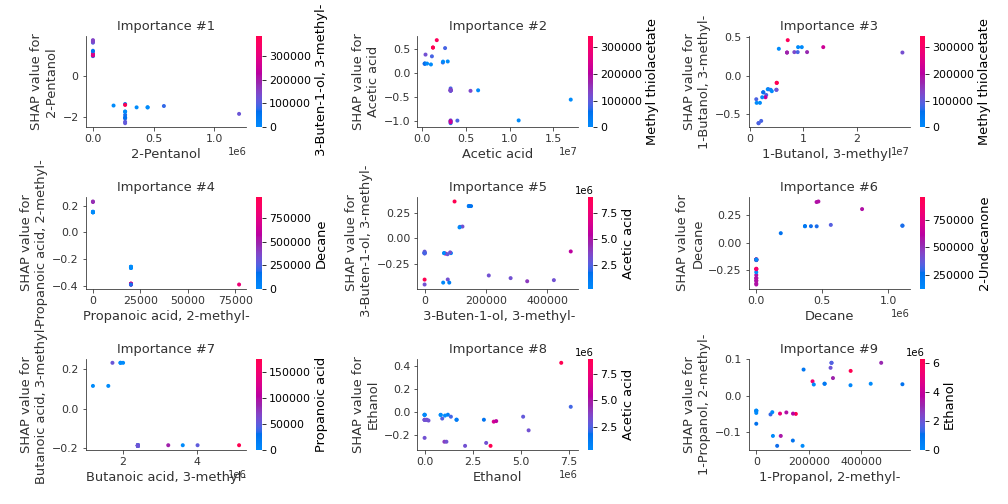 Importance #1
SHAP value for
2-Pentanol
0
−2
0.0
0.5
1.0
1e6
2-Pentanol
300000
200000
100000
0
3-Buten-1-ol, 3-methyl-
Importance #2
SHAP value for
Acetic acid
0.5
0.0
−0.5
−1.0
0.0
0.5
1.0
1.5
1e7
Acetic acid
300000
200000
100000
0
Methyl thiolacetate
Importance #3
SHAP value for
1-Butanol, 3-methyl-
0.5
0.0
−0.5
0
1
2
1e7
1-Butanol, 3-methyl-
300000
200000
100000
0
Methyl thiolacetate
Importance #4
SHAP value for
Propanoic acid, 2-methyl-
0.2
0.0
−0.2
−0.4
0
25000
50000
75000
Propanoic acid, 2-methyl-
750000
500000
250000
0
Decane
Importance #5
SHAP value for
3-Buten-1-ol, 3-methyl-
0.25
0.00
−0.25
0
200000
400000
3-Buten-1-ol, 3-methyl-
1e6
7.5
5.0
2.5
Acetic acid
Importance #6
SHAP value for
Decane
0.25
0.00
−0.25
0.0
0.5
1.0
1e6
Decane
750000
500000
250000
2-Undecanone
Importance #7
SHAP value for
Butanoic acid, 3-methyl-
0.2
0.0
−0.2
2
4
1e6
Butanoic acid, 3-methyl-
150000
100000
50000
0
Propanoic acid
Importance #8
SHAP value for
Ethanol
0.4
0.2
0.0
−0.2
0.0
2.5
5.0
7.5
1e6
Ethanol
1e6
7.5
5.0
2.5
Acetic acid
Importance #9
SHAP value for
1-Propanol, 2-methyl-
0.1
0.0
−0.1
0
2000000
4000000
1-Propanol, 2-methyl-
1e6
6
4
2
0
Ethanol